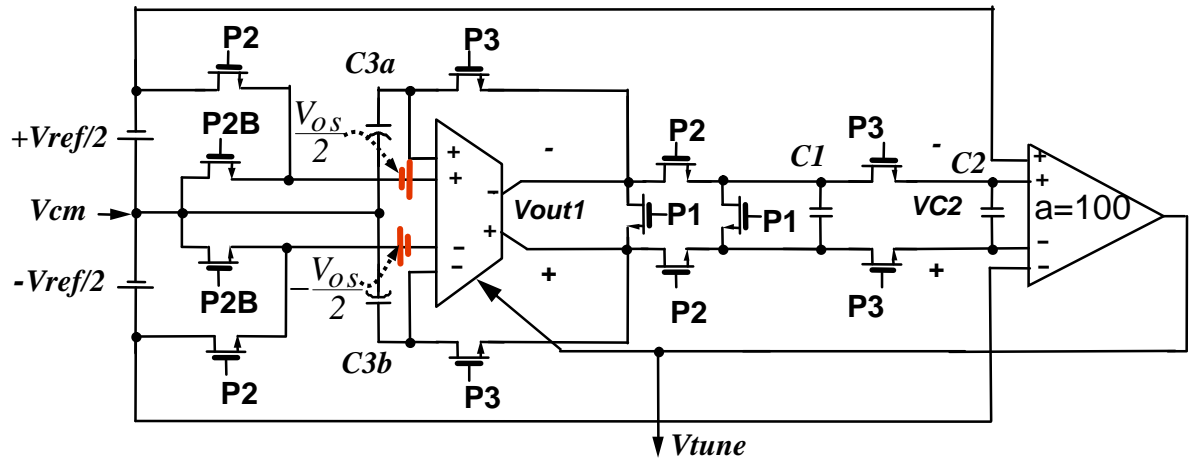 P2
P3
C3a
+Vref/2
P2B
Vos
2
P2
P3
-
C1
C2
+
+
-
+
-
-
Vout1
+
P1
P1
VC2
+
+
a=100
-
-
Vcm
-Vref/2
P2B
-Vos
2
+
P2
P3
C3b
P2
P3
Vtune